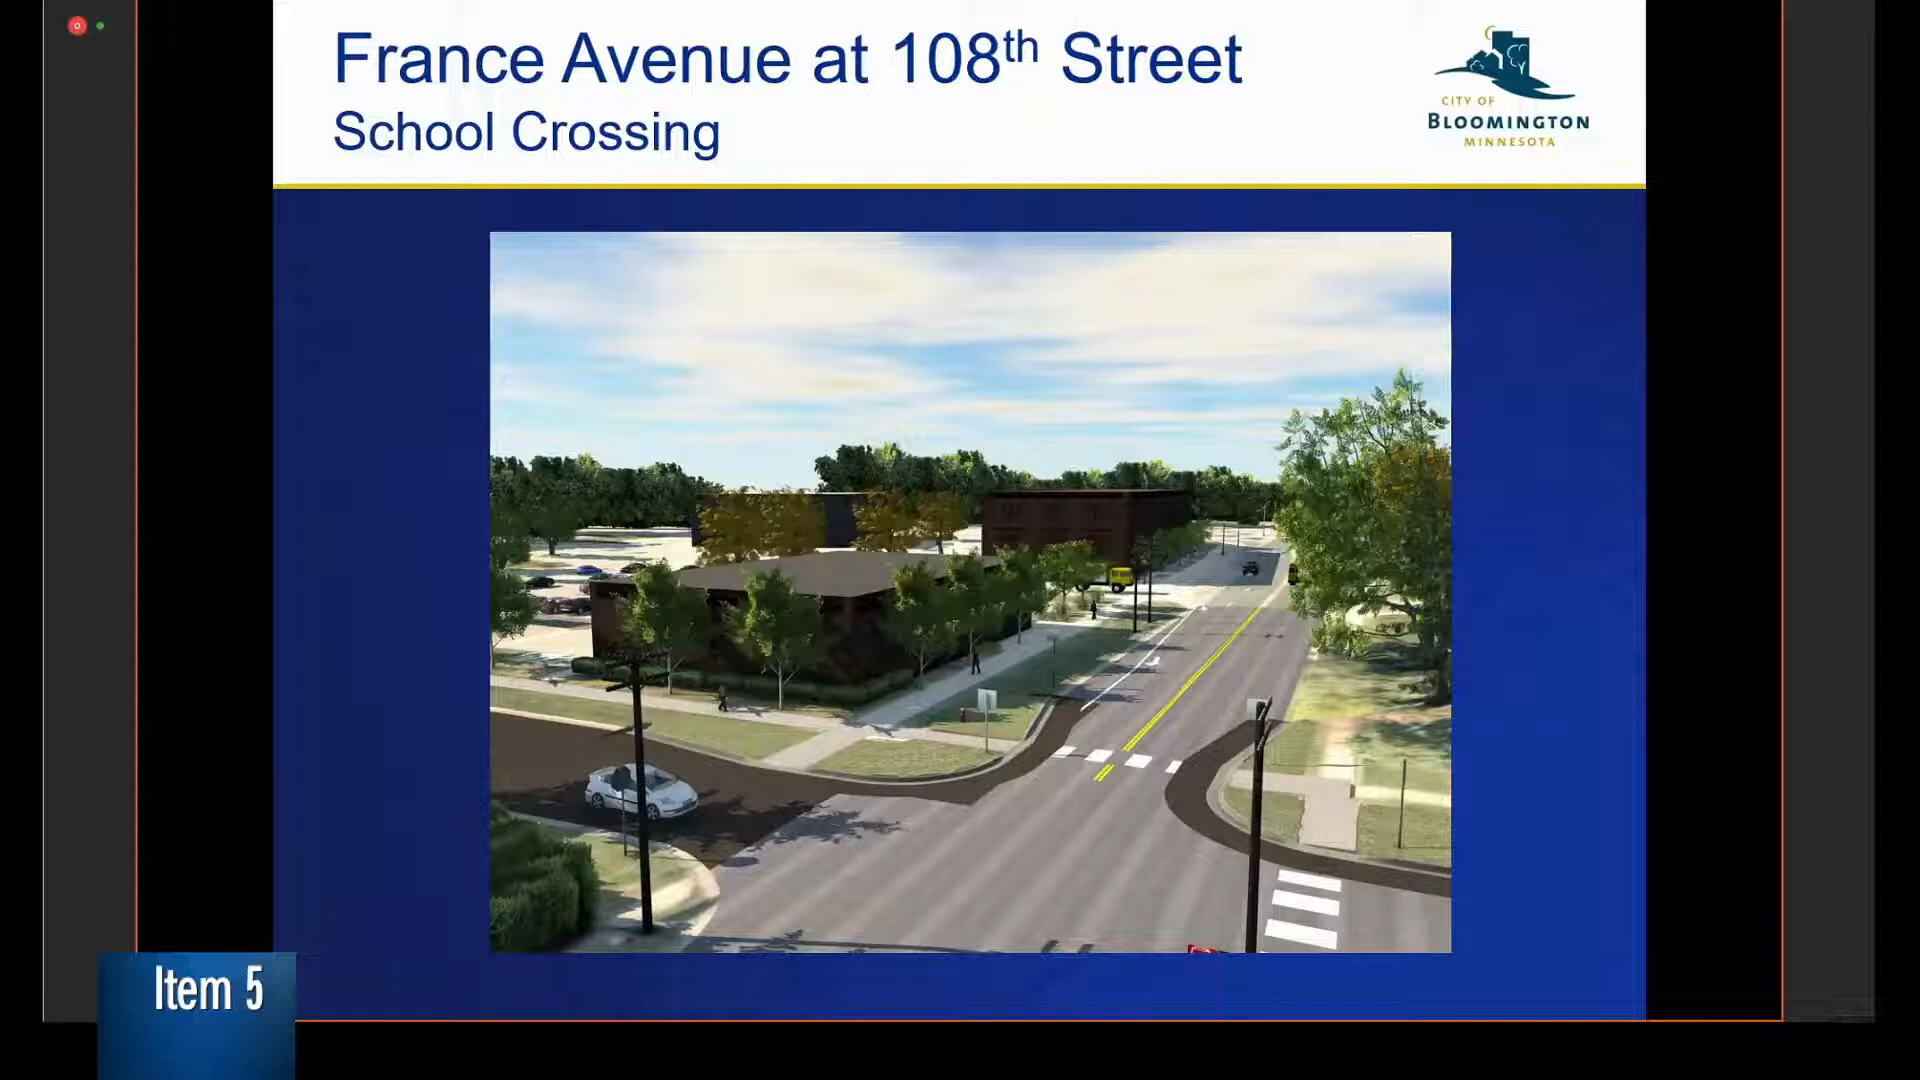 France Avenue at 108th Street
School Crossing
CITY OF
BLOOMINGTON
MINNESOTA
Item 5